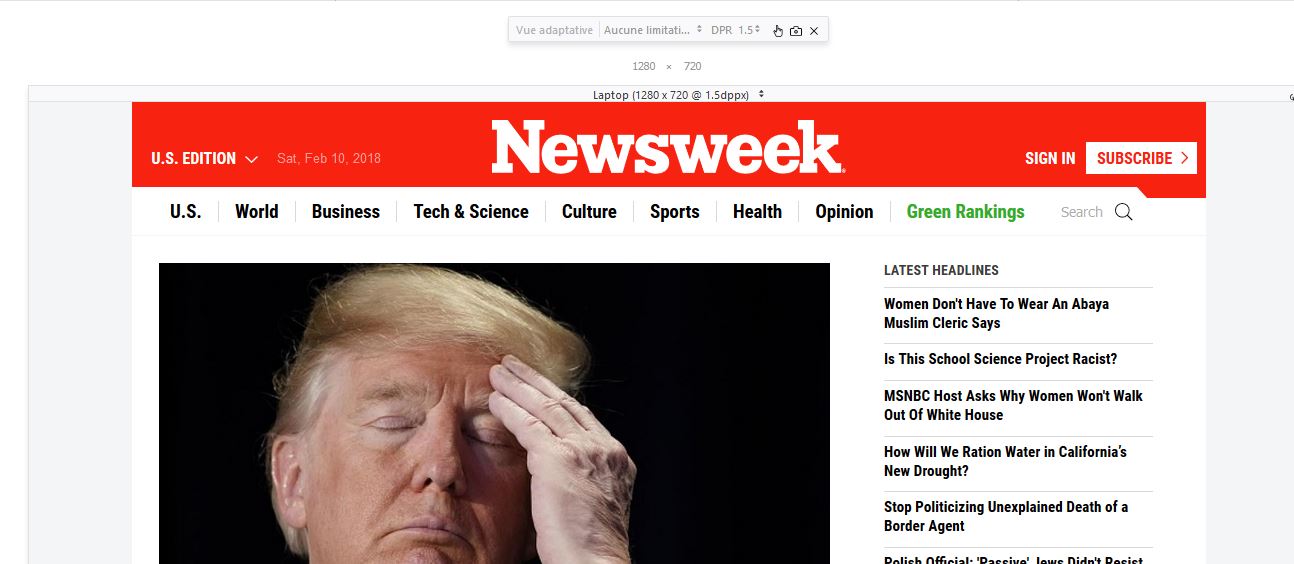 Vue adaptative Aucune limitati... DPR 1.5
1280 × 720
Laptop (1280 x 720 @ 1.5dppx)
Newsweek
U.S. EDITION Sat, Feb 10, 2018
SIGN IN SUBSCRIBE
U.S. World Business Tech & Science Culture Sports Health Opinion Green Rankings Search
LATEST HEADLINES
Women Don't Have To Wear An Abaya
Muslim Cleric Says
Is This School Science Project Racist?
MSNBC Host Asks Why Women Won't Walk
Out Of White House
How Will We Ration Water in California’s
New Drought?
Stop Politicizing Unexplained Death of a
Border Agent
Polish Official: 'Passive' Jews Didn't Resist